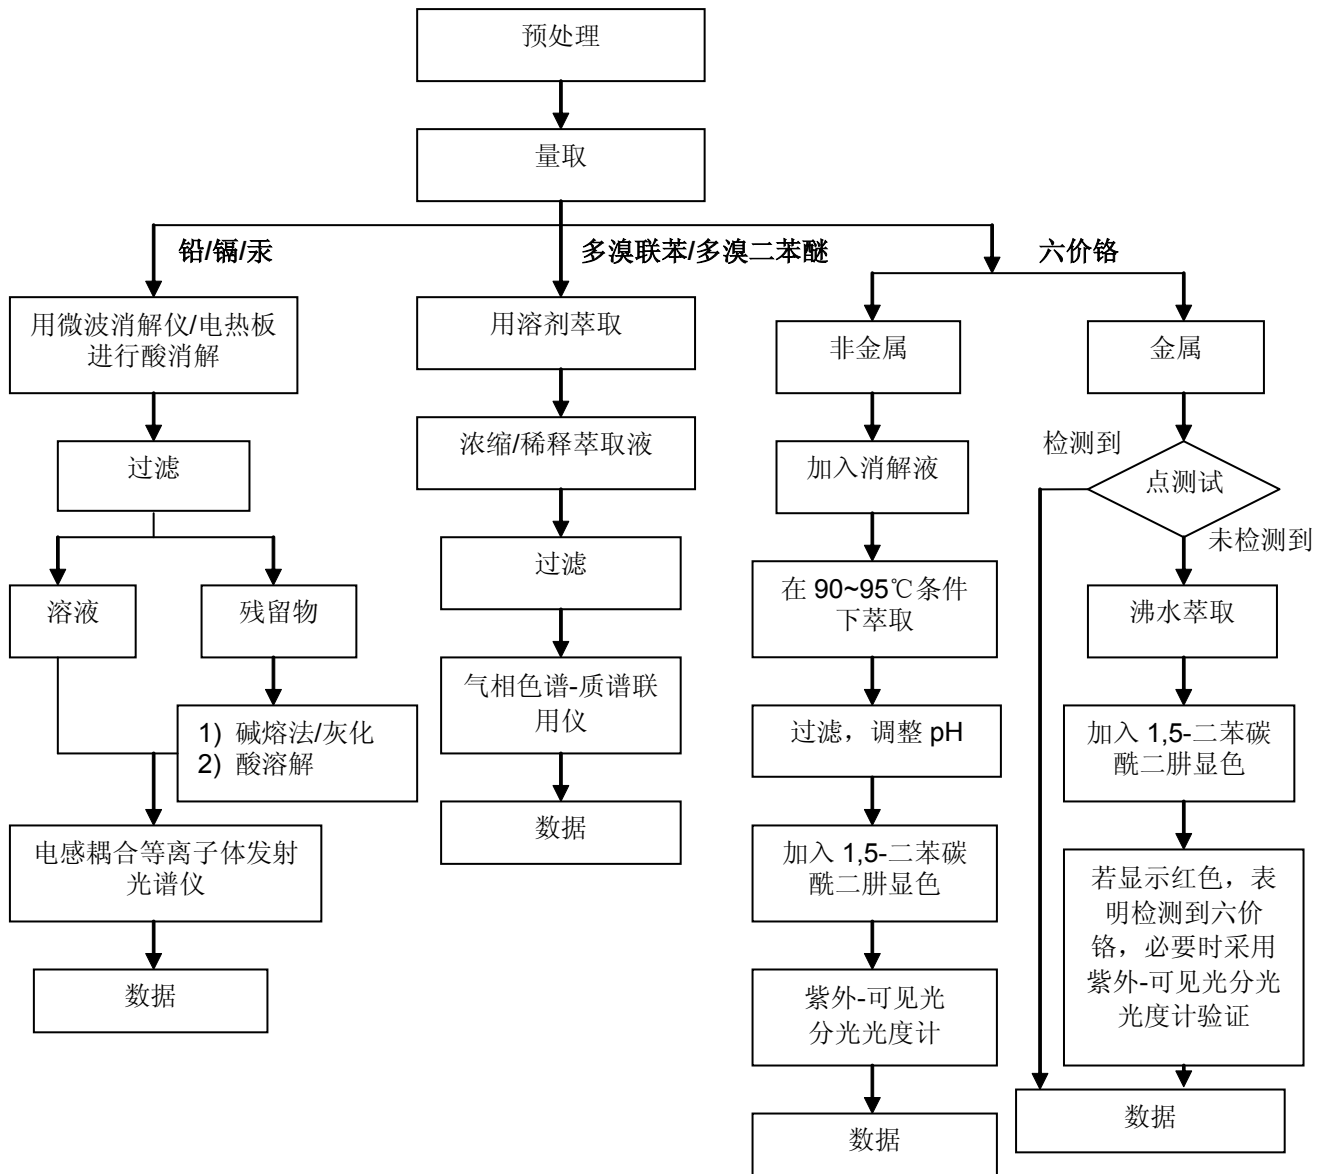 预处理
量取
铅/镉/汞
多溴联苯/多溴二苯醚
六价铬
用微波消解仪/电热板
进行酸消解
过滤
溶液
残留物
1) 碱熔法/灰化
2) 酸溶解
电感耦合等离子体发射
光谱仪
数据
用溶剂萃取
浓缩/稀释萃取液
过滤
气相色谱-质谱联
用仪
数据
非金属
加入消解液
在 90~95℃条件
下萃取
过滤，调整 pH
加入 1,5-二苯碳
酰二肼显色
紫外-可见光
分光光度计
数据
金属
检测到
点测试
未检测到
沸水萃取
加入 1,5-二苯碳
酰二肼显色
若显示红色，表
明检测到六价
铬，必要时采用
紫外-可见光分光
光度计验证
数据